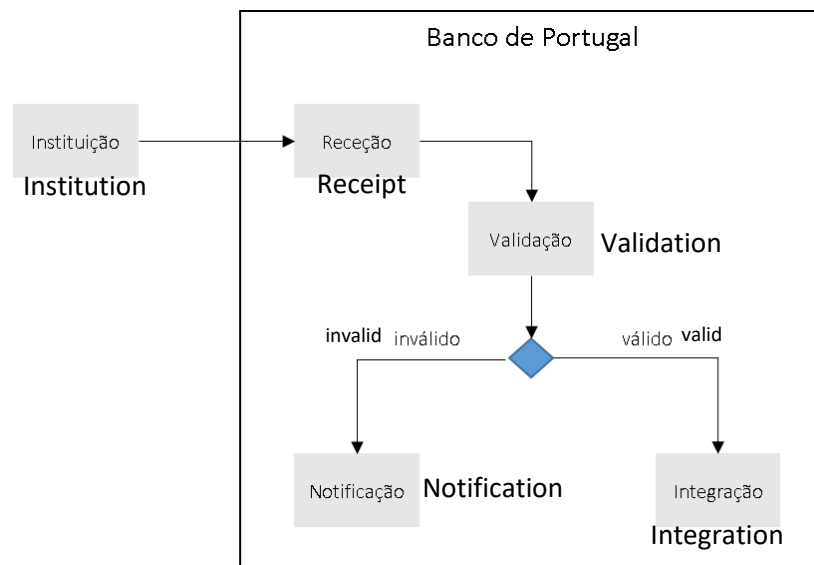 Banco de Portugal
Instituição
Institution
Receção
Receipt
Validação
Validation
invalid
inválido
válido
valid
Notificação
Notification
Integração
Integration